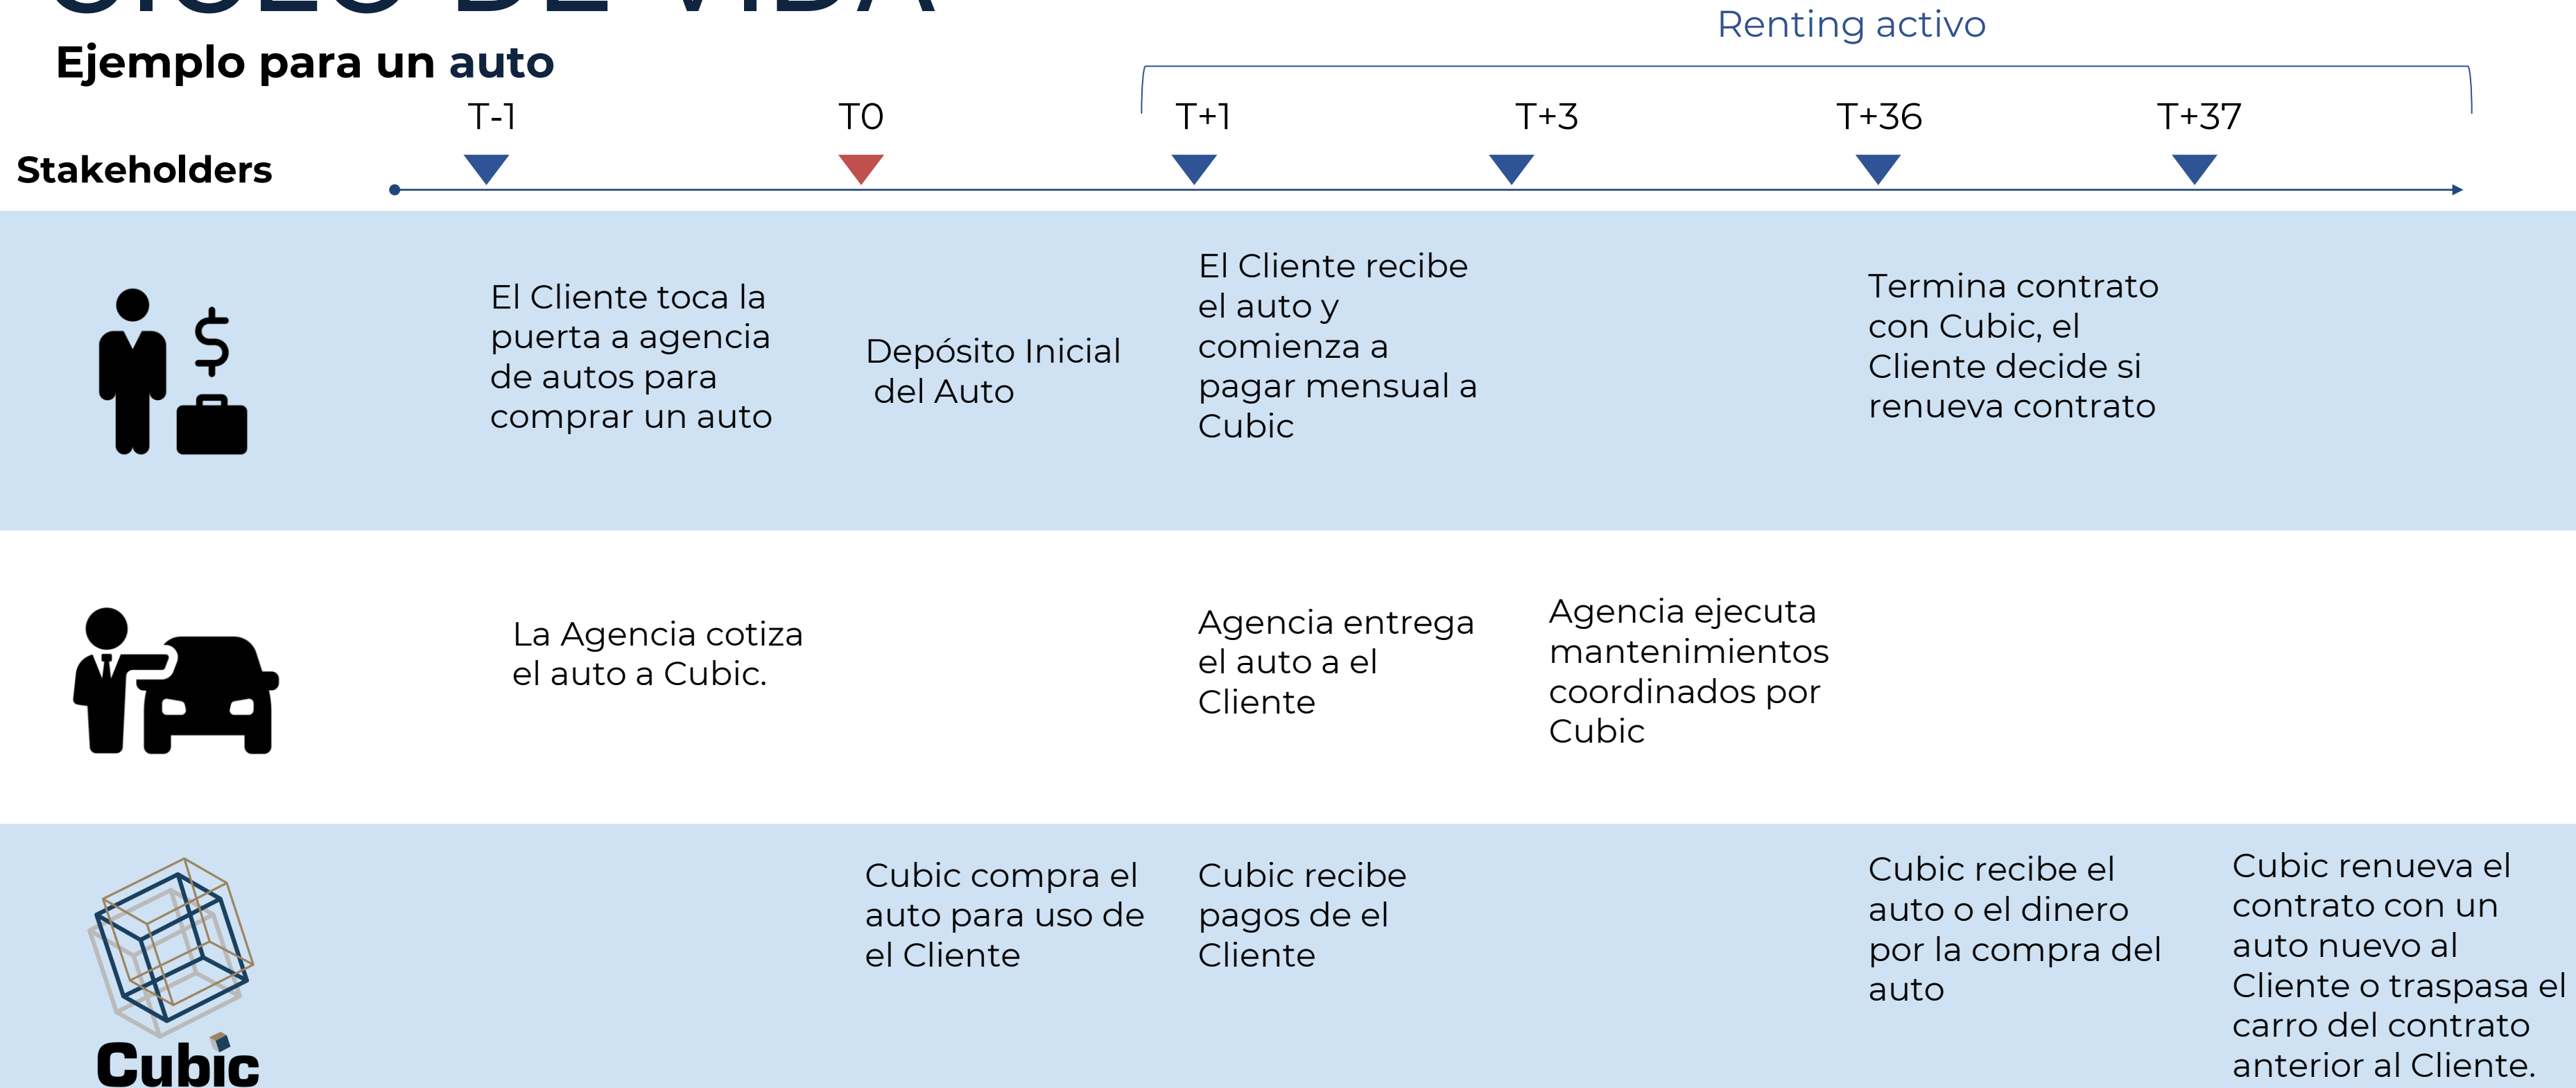 CICLO DE VIDA
Ejemplo para un auto
Renting activo
T-1
T0
T+1
T+3
T+36
T+37
Stakeholders
El Cliente toca la
puerta a agencia
de autos para
comprar un auto
Depósito Inicial
del Auto
El Cliente recibe
el auto y
comienza a
pagar mensual a
Cubic
Termina contrato
con Cubic, el
Cliente decide si
renueva contrato
La Agencia cotiza
el auto a Cubic.
Agencia entrega
el auto a el
Cliente
Agencia ejecuta
mantenimientos
coordinados por
Cubic
$
Cubic
Cubic compra el
auto para uso de
el Cliente
Cubic recibe
pagos de el
Cliente
Cubic recibe el
auto o el dinero
por la compra del
auto
Cubic renueva el
contrato con un
auto nuevo al
Cliente o traspasa el
carro del contrato
anterior al Cliente.